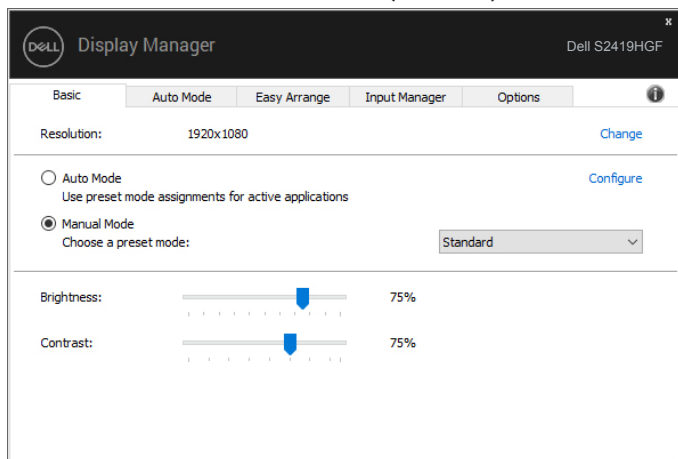 x
DELL Display Manager Dell S2419HGF
Basic Auto Mode Easy Arrange Input Manager Options i
Resolution: 1920x1080 Change
Auto Mode Configure
Use preset mode assignments for active applications
Manual Mode
Choose a preset mode: Standard
Brightness: 75%
Contrast: 75%